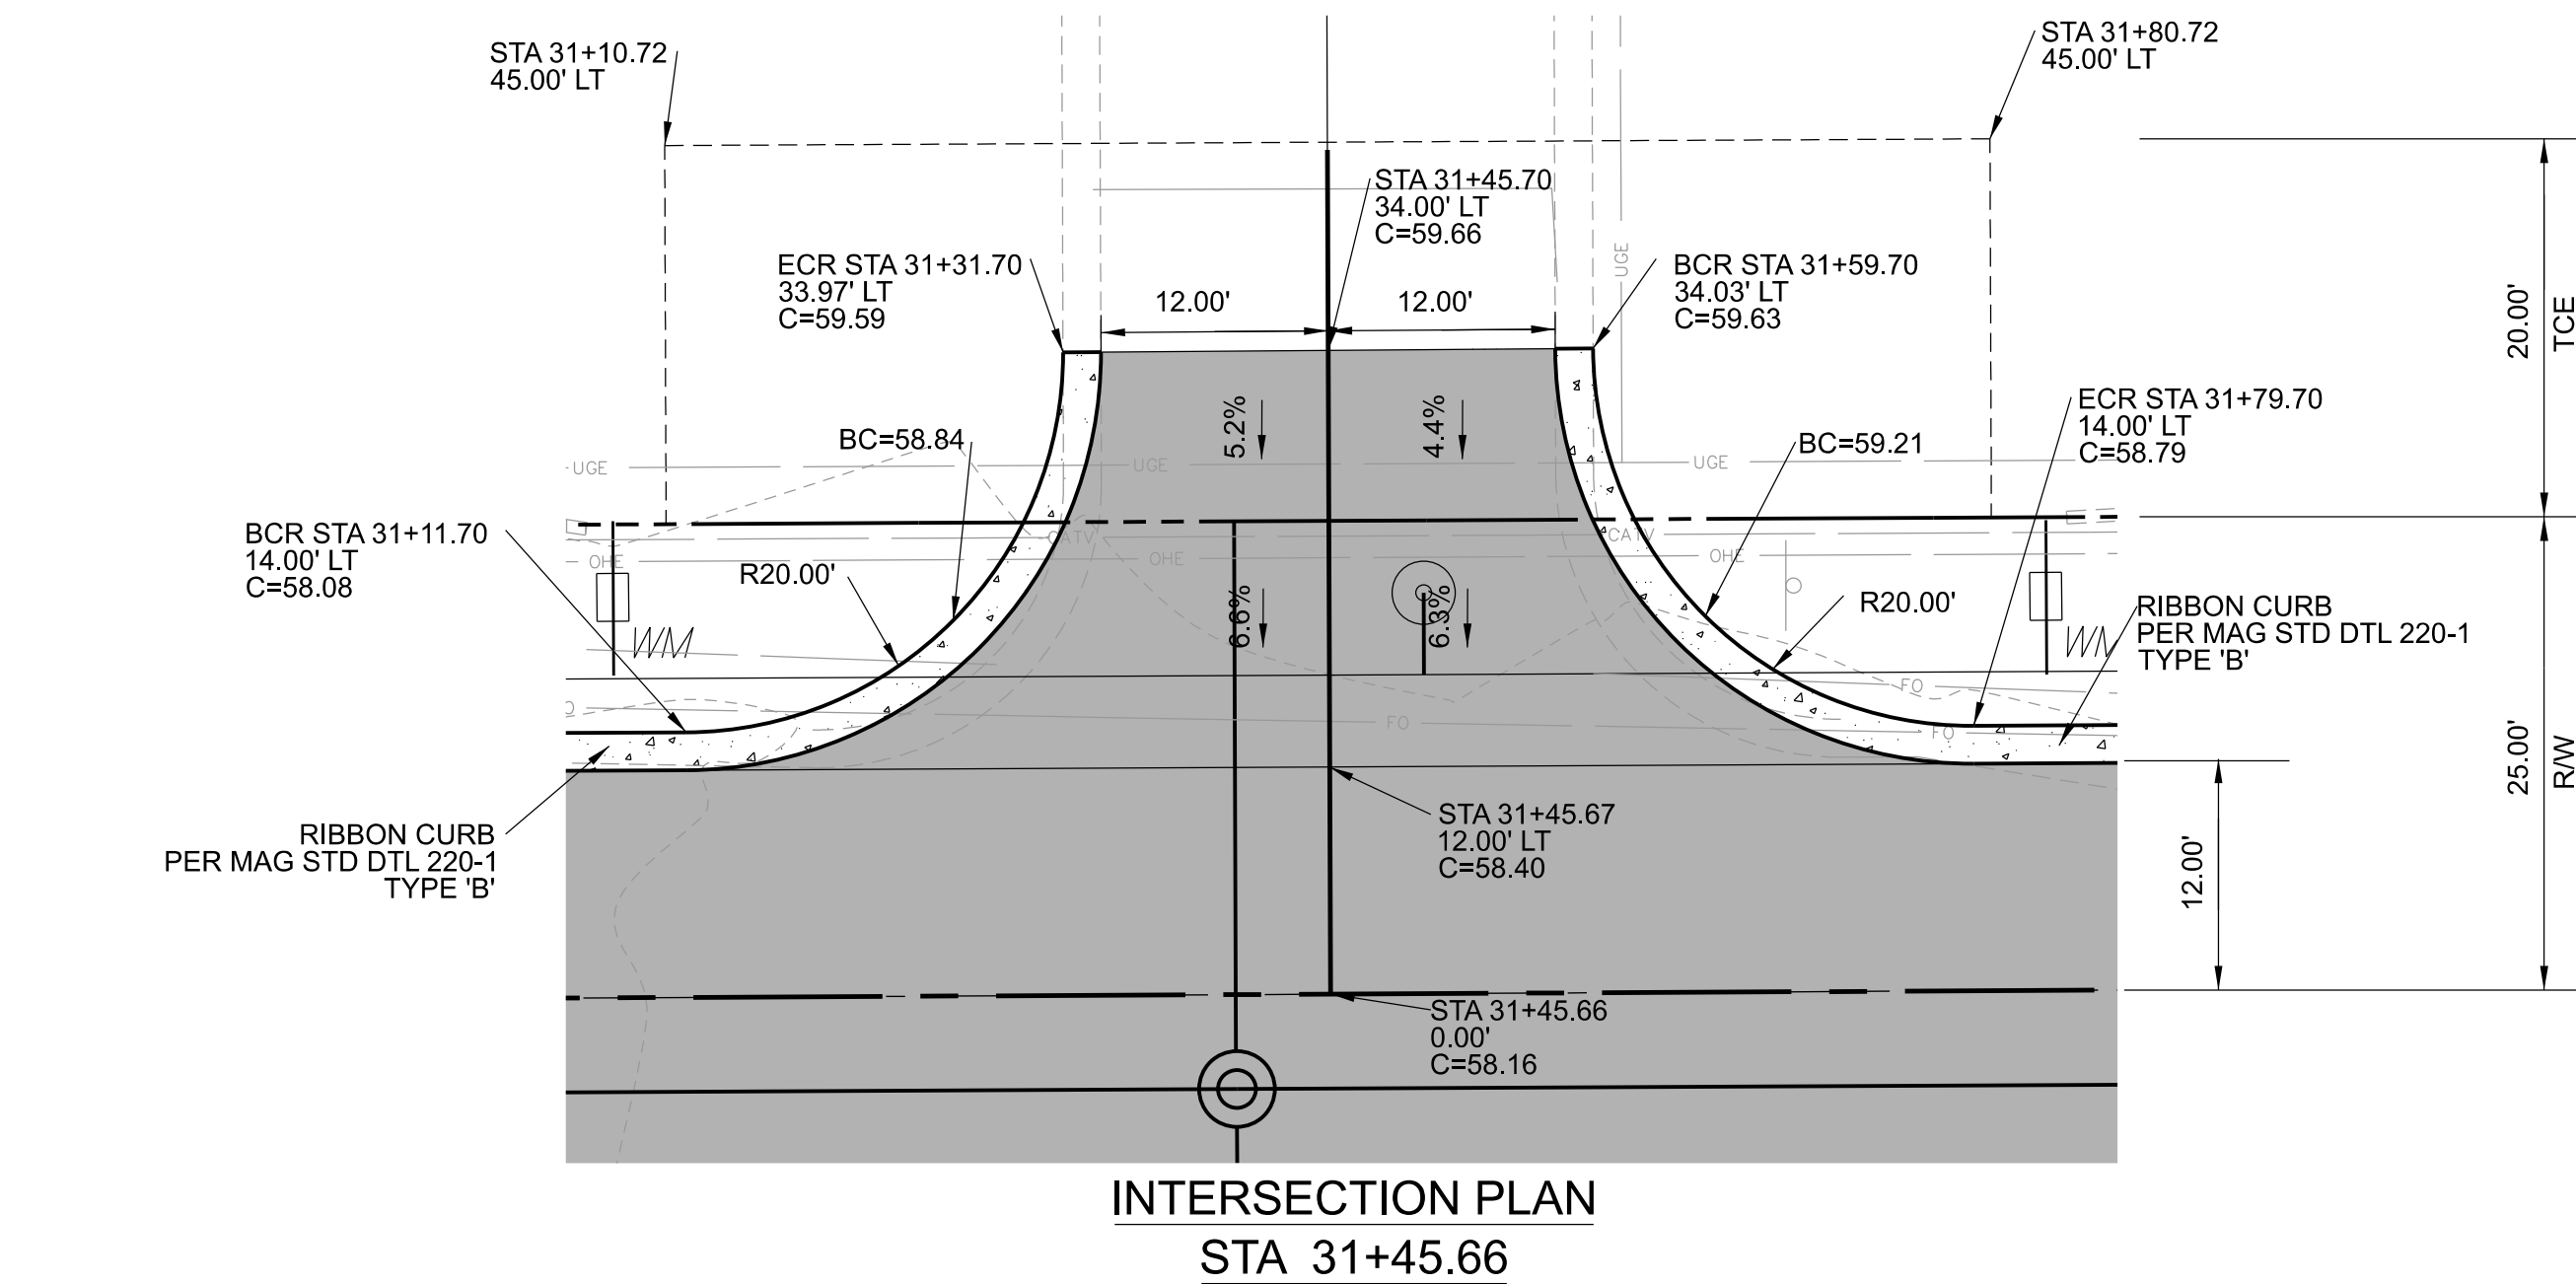 STA 31+10.72
45.00' LT
STA 31+80.72
45.00' LT
STA 31+45.70
34.00' LT
C=59.66
ECR STA 31+31.70
33.97' LT
C=59.59
BCR STA 31+59.70
34.03' LT
C=59.63
UGE
12.00'
12.00'
20.00'
TCE
ECR STA 31+79.70
14.00' LT
C=58.79
5.2%
4.4%
BC=58.84
BC=59.21
UGE
UGE
UGE
BCR STA 31+11.70
14.00' LT
C=58.08
CATV
CATV
OHE
OHE
OHE
R20.00'
R20.00'
6.6%
6.3%
WM
WM
RIBBON CURB
PER MAG STD DTL 220-1
TYPE 'B'
FO
FO
FO
25.00'
R/W
12.00'
RIBBON CURB
PER MAG STD DTL 220-1
TYPE 'B'
STA 31+45.67
12.00' LT
C=58.40
STA 31+45.66
0.00'
C=58.16
INTERSECTION PLAN
STA 31+45.66